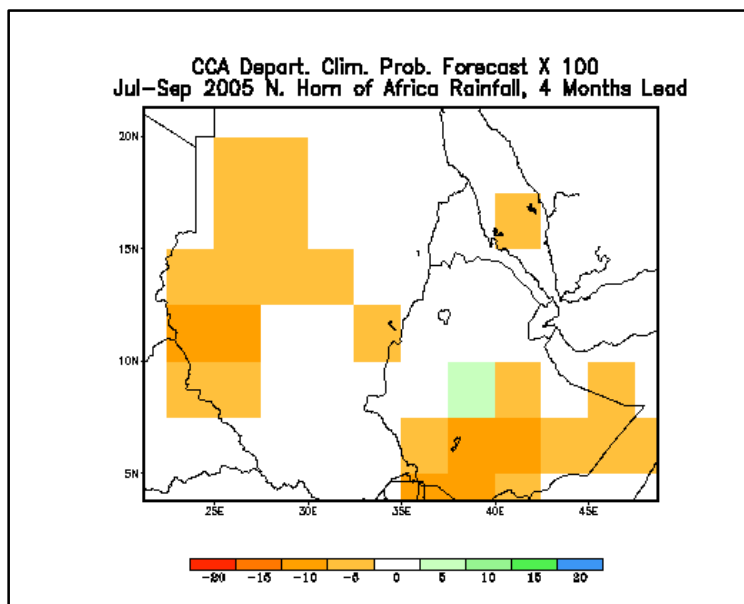 CCA Depart. Clim. Prob. Forecast X 100
Jul-Sep 2005 N. Horn of Africa Rainfall, 4 Months Lead
20N
15N
10N
5N
25E 30E 35E 40E 45E
-20 -15 -10 -5 0 5 10 15 20